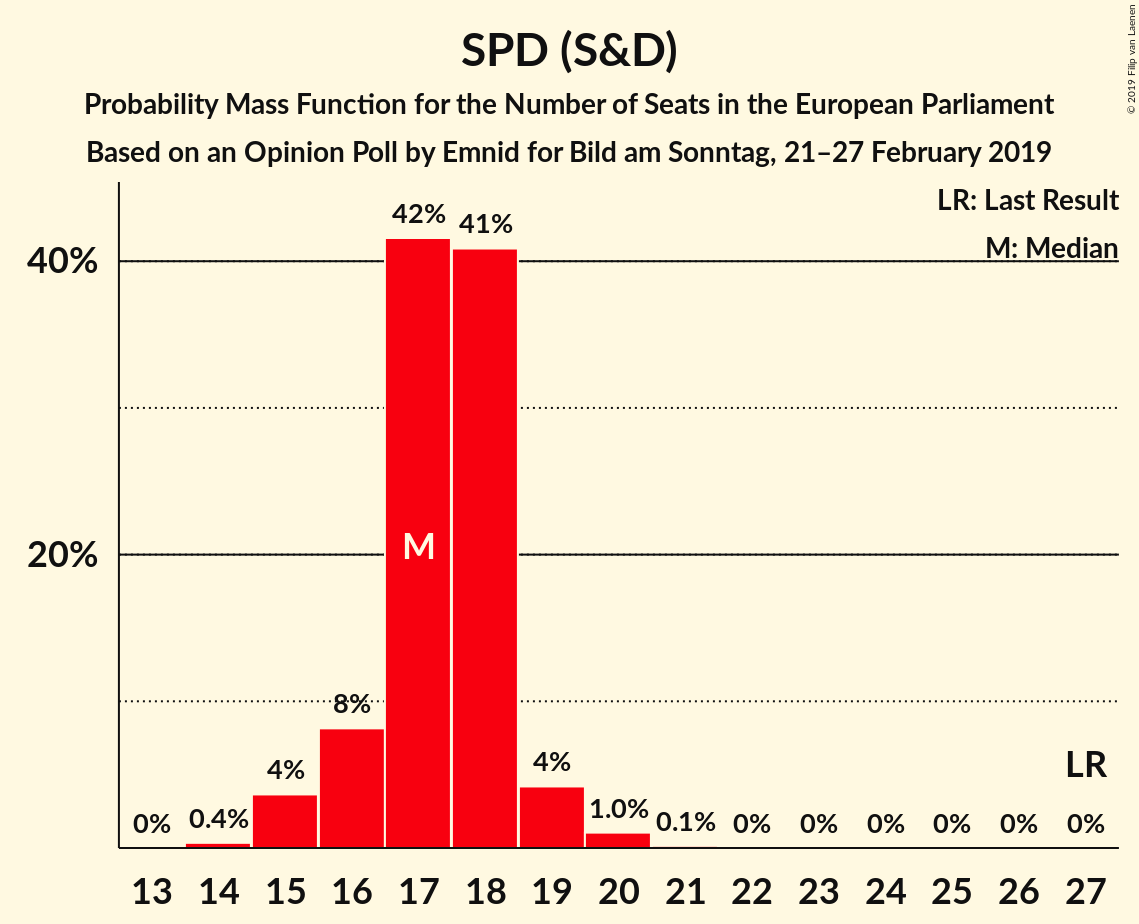 SPD (S&D)
Probability Mass Function for the Number of Seats in the European Parliament
Based on an Opinion Poll by Emnid for Bild am Sonntag, 21–27 February 2019
© 2019 Filip van Laenen
LR: Last Result
M: Median
40%
20%
42%
41%
M
8%
4%
4%
LR
0%
0.4%
1.0%
0.1%
0%
0%
0%
0%
0%
0%
13 14 15 16 17 18 19 20 21 22 23 24 25 26 27